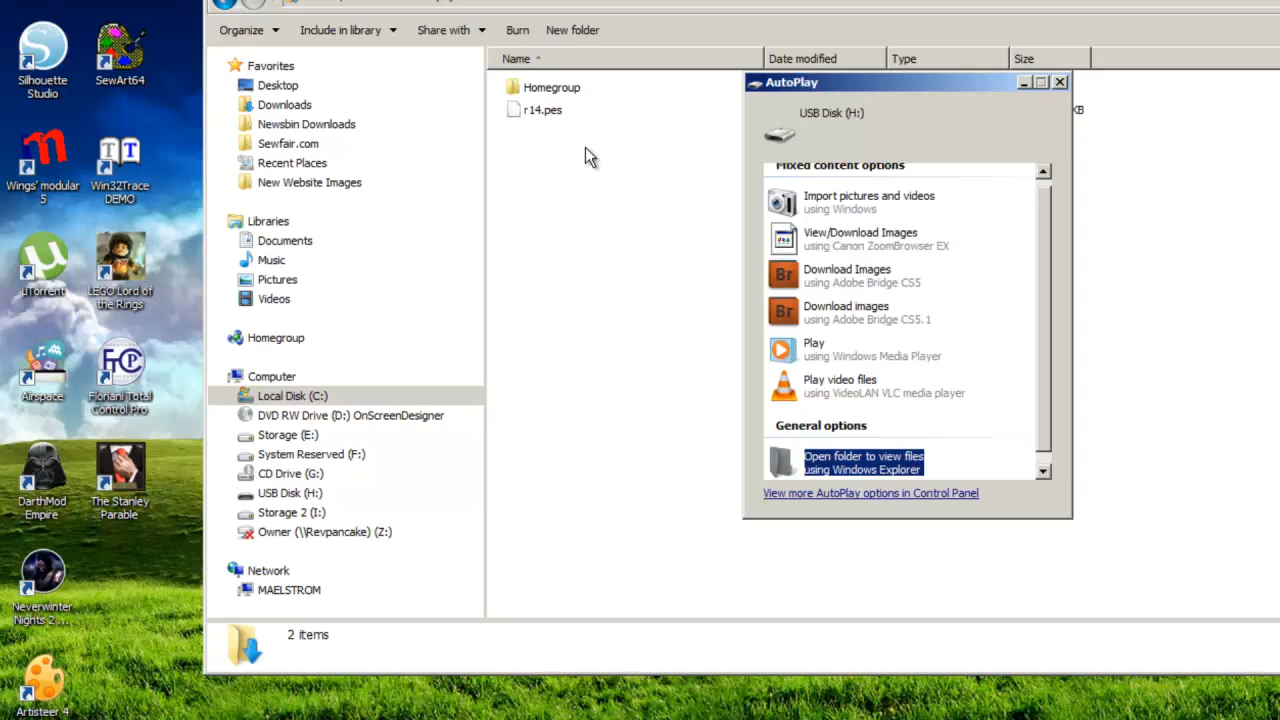 Silhouette
Studio
SewArt64
Wings' modular
5
Win32Trace
DEMO
µTorrent
LEGO Lord of
the Rings
Airspace
Floriani Total
Control Pro
DarthMod
Empire
The Stanley
Parable
Neverwinter
Nights 2 ...
Artisteer 4
Organize
Include in library
Share with
Burn
New folder
Favorites
Desktop
Downloads
Newsbin Downloads
Sewfair.com
Recent Places
New Website Images
Libraries
Documents
Music
Pictures
Videos
Homegroup
Computer
Local Disk (C:)
DVD RW Drive (D:) OnScreenDesigner
Storage (E:)
System Reserved (F:)
CD Drive (G:)
USB Disk (H:)
Storage 2 (I:)
Owner (\\Revpancake) (Z:)
Network
MAELSTROM
Name
Date modified
Type
Size
Homegroup
r14.pes
KB
2 items
AutoPlay
USB Disk (H:)
Mixed content options
Import pictures and videos
using Windows
View/Download Images
using Canon ZoomBrowser EX
Br
Download Images
using Adobe Bridge CS5
Br
Download images
using Adobe Bridge CS5.1
Play
using Windows Media Player
Play video files
using VideoLAN VLC media player
General options
Open folder to view files
using Windows Explorer
View more AutoPlay options in Control Panel